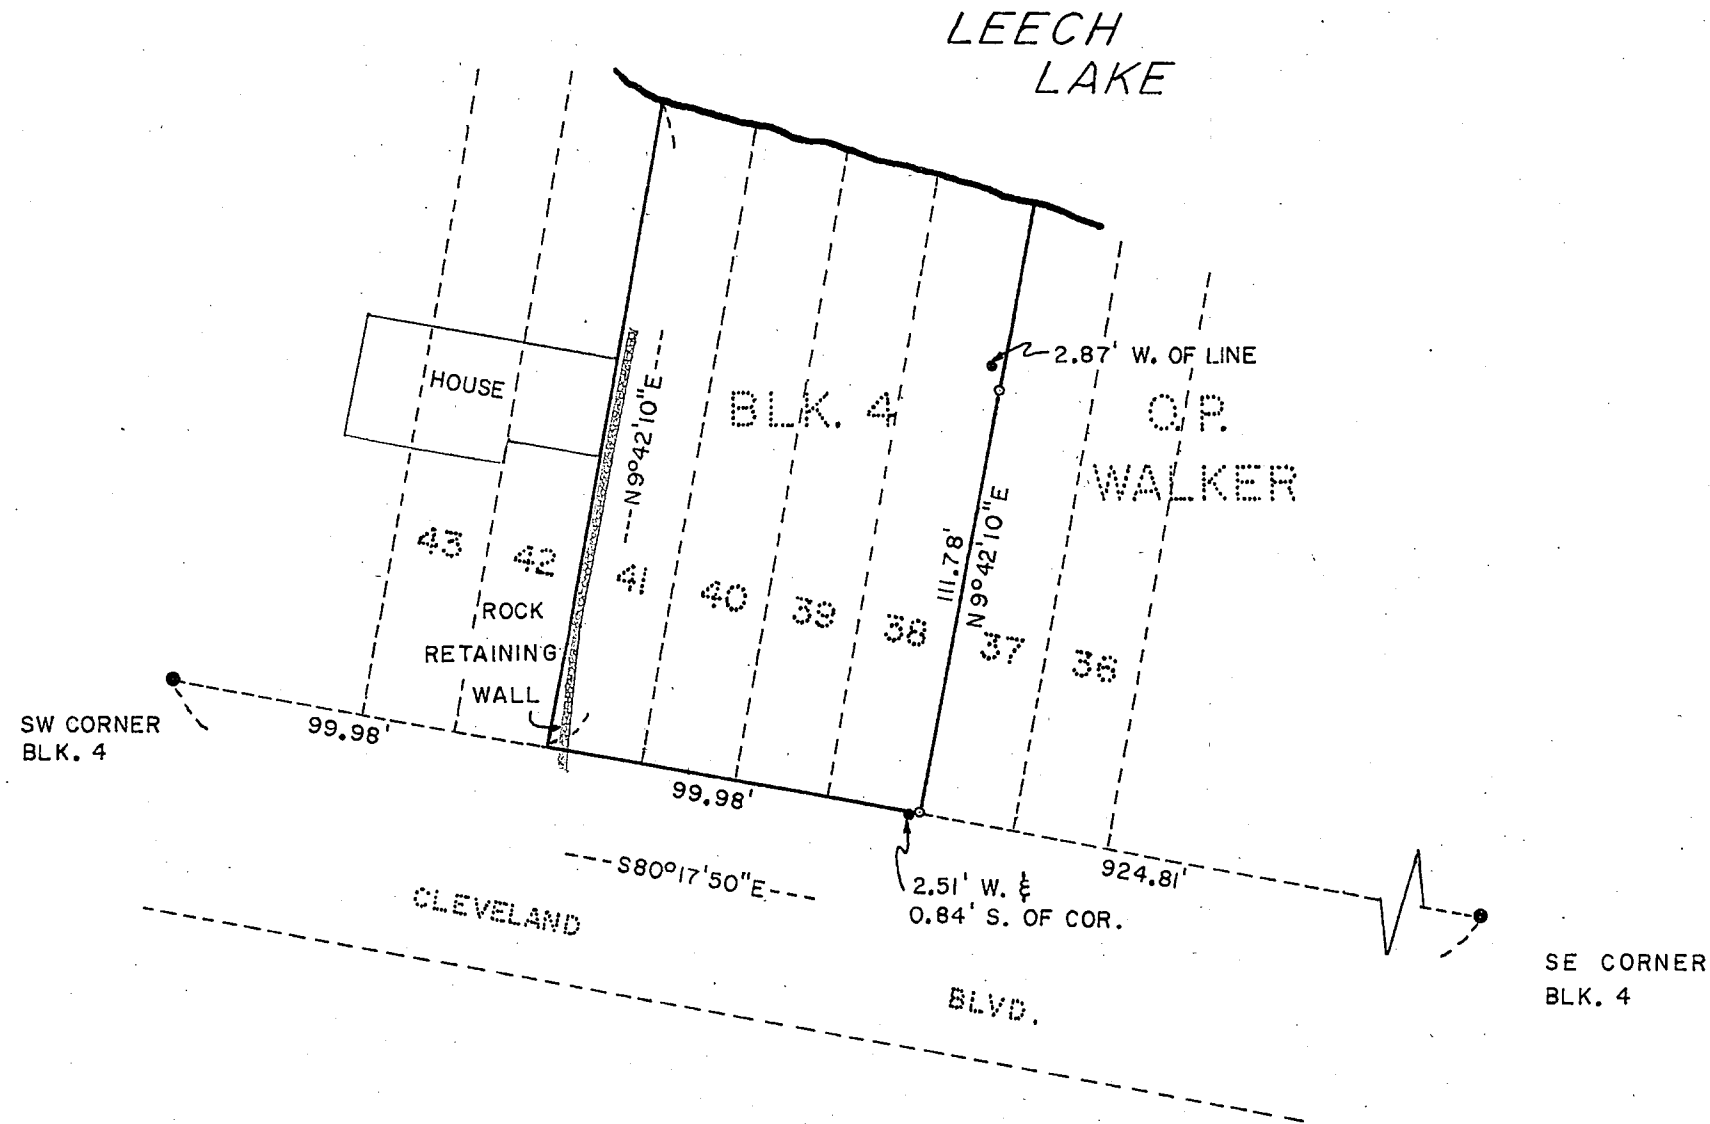 LEECH
LAKE
2.87' W. OF LINE
HOUSE
BLK. 4
O.P.
WALKER
N9°42'10"E
111.78'
N9°42'10"E
43
42
41
40
39
38
37
36
ROCK
RETAINING
WALL
SW CORNER
BLK. 4
99.98'
99.98'
S80°17'50"E
924.81'
2.51' W. &
0.84' S. OF COR.
CLEVELAND
BLVD.
SE CORNER
BLK. 4